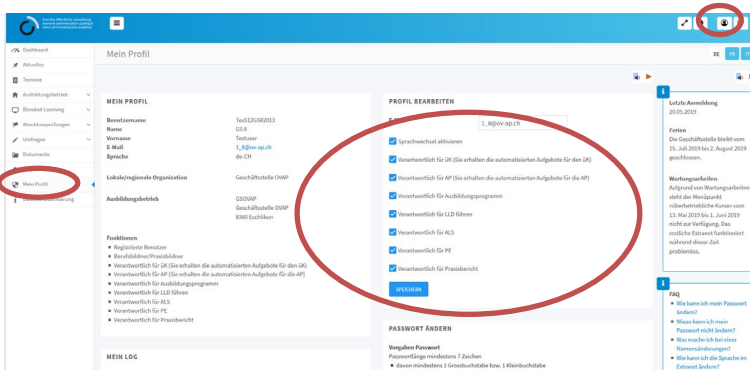 branche öffentliche verwaltung
branche administration publique
ramo amministrazione pubblica
Mein Profil
DE FR IT
Dashboard
Aktuelles
Termine
Ausbildungsbetrieb
Blended-Learning
Abschlussprüfungen
Umfragen
Dokumente
Mein Profil
MEIN PROFIL
Benutzername Tec512GS82013
Name GS 8
Vorname Testuser
E-Mail 1_8@ov-ap.ch
Sprache de-CH
Lokale/regionale Organisation Geschäftsstelle OVAP
Ausbildungsbetrieb GSOVAP
Geschäftsstelle OVAP
8360 Eschlikon
Funktionen
Registrierte Benutzer
Berufsbildner/Praxisbildner
Verantwortlich für üK (Sie erhalten die automatisierten Aufgebote für den üK)
Verantwortlich für AP (Sie erhalten die automatisierten Aufgebote für die AP)
Verantwortlich für Ausbildungsprogramm
Verantwortlich für LLD führen
Verantwortlich für ALS
Verantwortlich für PE
Verantwortlich für Praxisbericht
MEIN LOG
PROFIL BEARBEITEN
1_8@ov-ap.ch
Sprachwechsel aktivieren
Verantwortlich für üK (Sie erhalten die automatisierten Aufgebote für den üK)
Verantwortlich für AP (Sie erhalten die automatisierten Aufgebote für die AP)
Verantwortlich für Ausbildungsprogramm
Verantwortlich für LLD führen
Verantwortlich für ALS
Verantwortlich für PE
Verantwortlich für Praxisbericht
SPEICHERN
PASSWORT ÄNDERN
Vorgaben Passwort
Passwortlänge mindestens 7 Zeichen
davon mindestens 1 Grossbuchstabe bzw. 1 Kleinbuchstabe
Letzte Anmeldung
20.05.2019
Ferien
Die Geschäftsstelle bleibt vom
15. Juli 2019 bis 2. August 2019
geschlossen.
Wartungsarbeiten
Aufgrund von Wartungsarbeiten
steht der Menüpunkt
«überbetriebliche Kurse» vom
13. Mai 2019 bis 1. Juni 2019
nicht zur Verfügung. Das
restliche Extranet funktioniert
während dieser Zeit
problemlos.
FAQ
Wie kann ich mein Passwort
ändern?
Wieso kann ich mein
Passwort nicht ändern?
Was mache ich bei einer
Namensänderungen?
Wie kann ich die Sprache im
Extranet ändern?